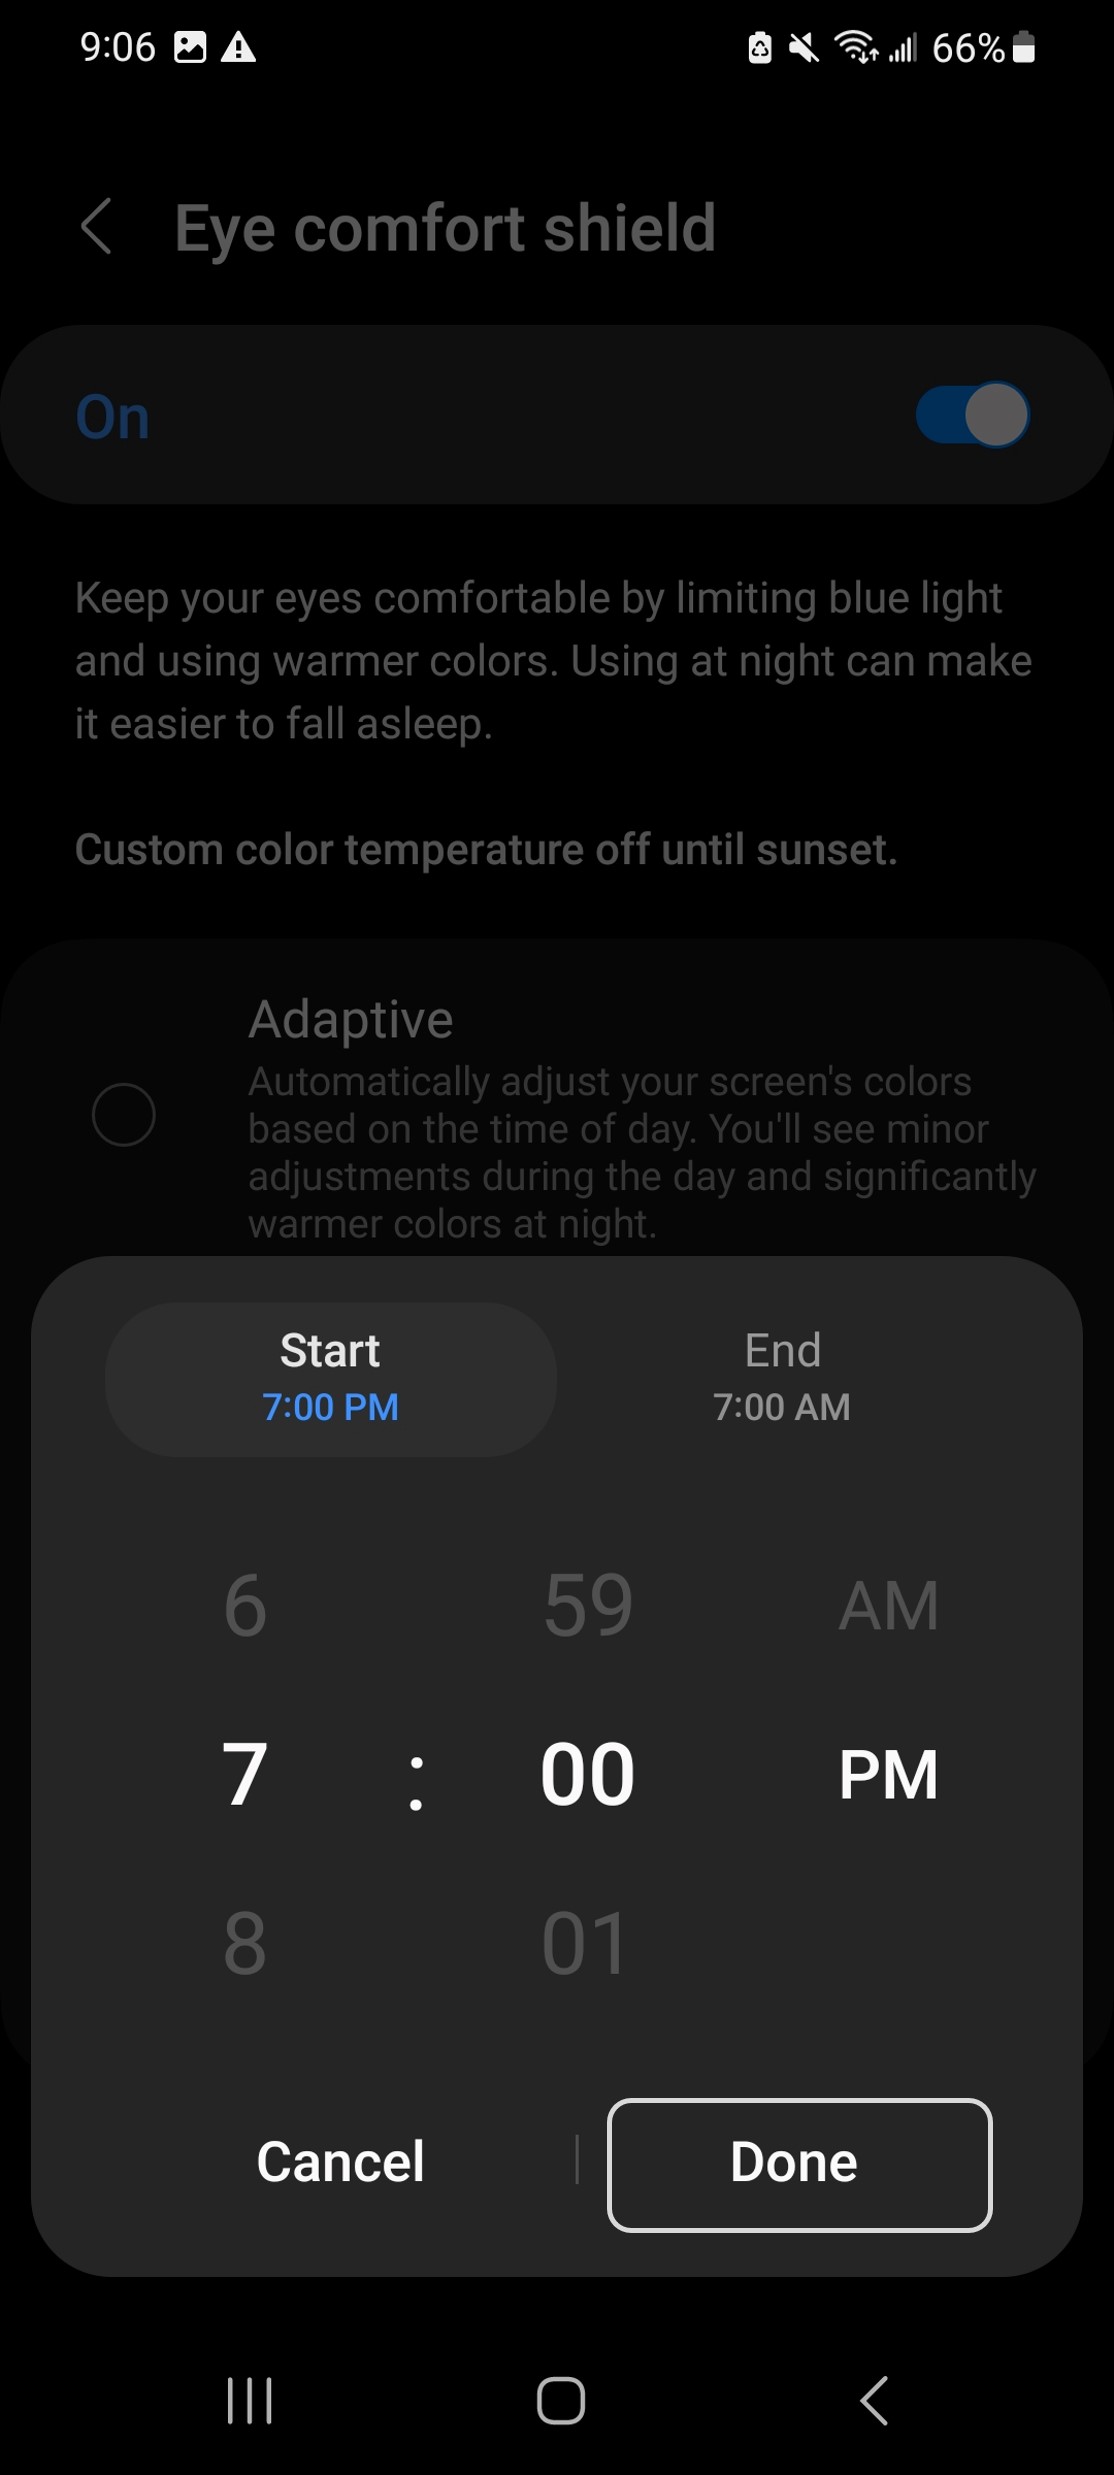 9:06
66%
Eye comfort shield
On
Keep your eyes comfortable by limiting blue light
and using warmer colors. Using at night can make
it easier to fall asleep.
Custom color temperature off until sunset.
Adaptive
Automatically adjust your screen's colors
based on the time of day. You'll see minor
adjustments during the day and significantly
warmer colors at night.
Start End
7:00 PM 7:00 AM
6 59 AM
7 : 00 PM
8 01
Cancel Done